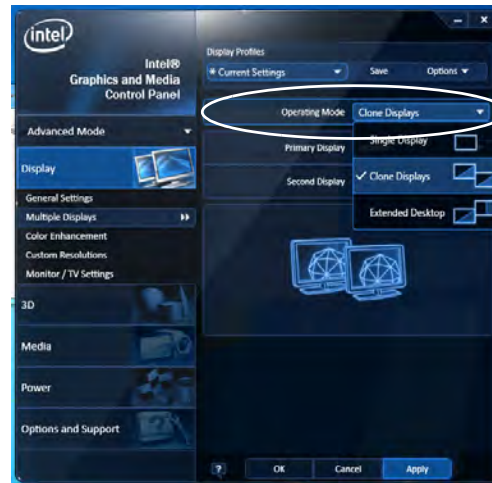 intel
Intel®
Graphics and Media
Control Panel
Advanced Mode
Display
General Settings
Multiple Displays
Color Enhancement
Custom Resolutions
Monitor / TV Settings
3D
Media
Power
Options and Support
Display Profiles
* Current Settings
Save
Options
Operating Mode
Clone Displays
Primary Display
Single Display
Second Display
Clone Displays
Extended Desktop
?
OK
Cancel
Apply